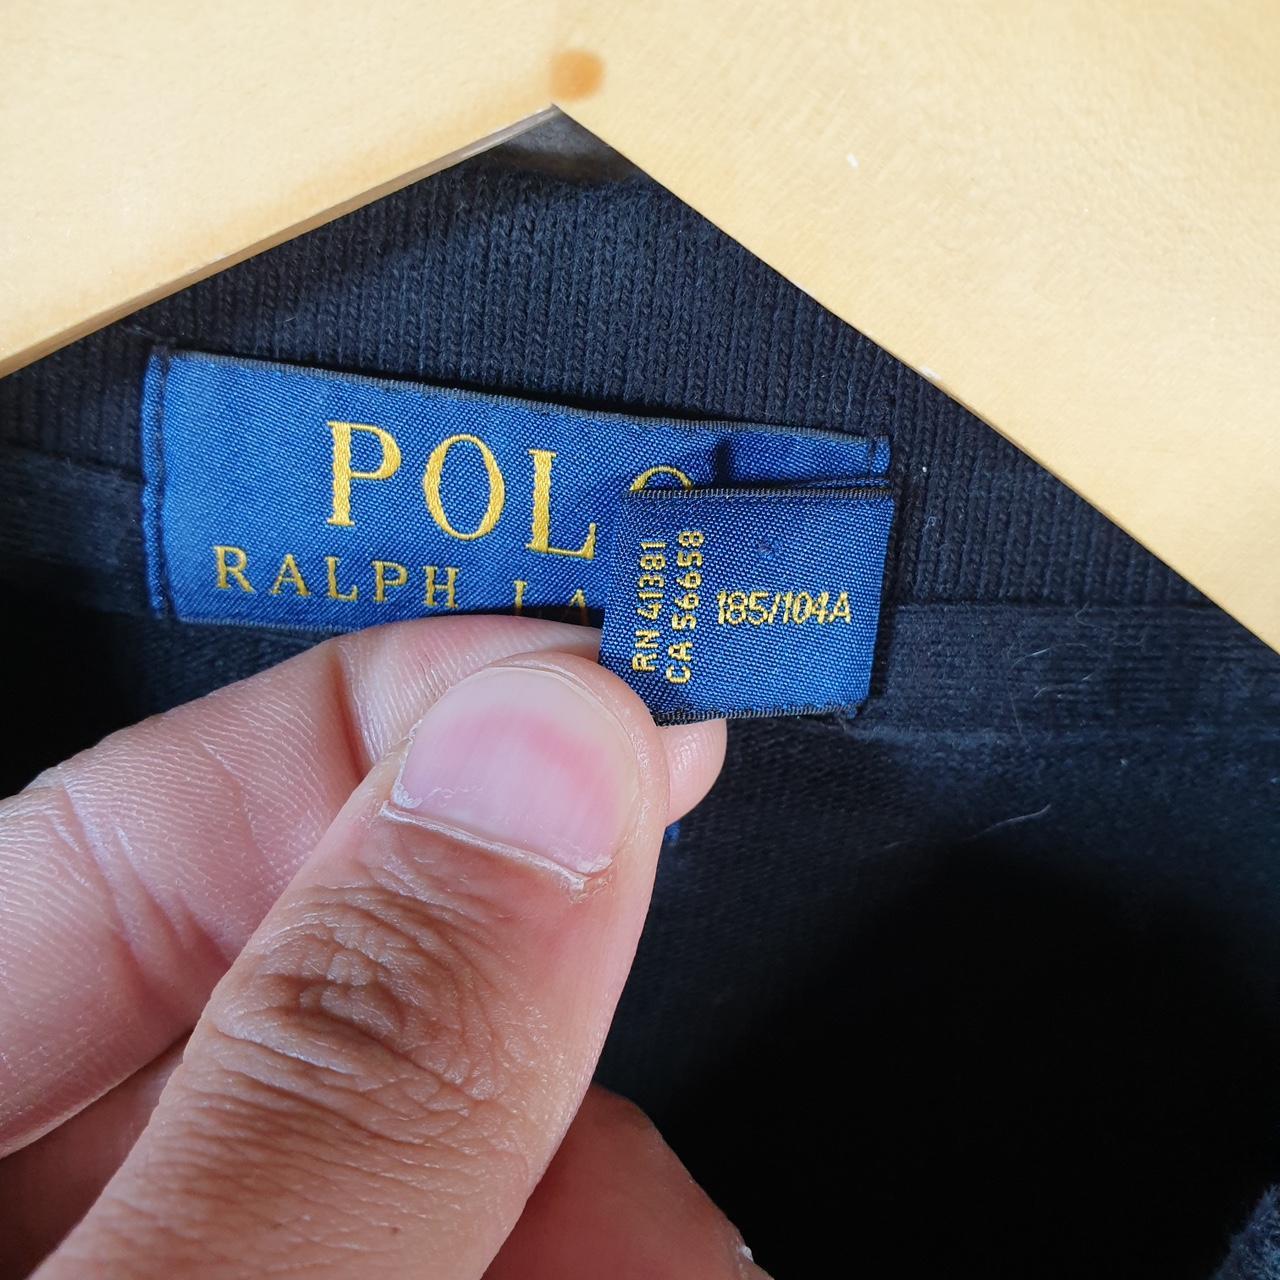 POL
RALPH LA
RN 41381
CA 56658
185/104A